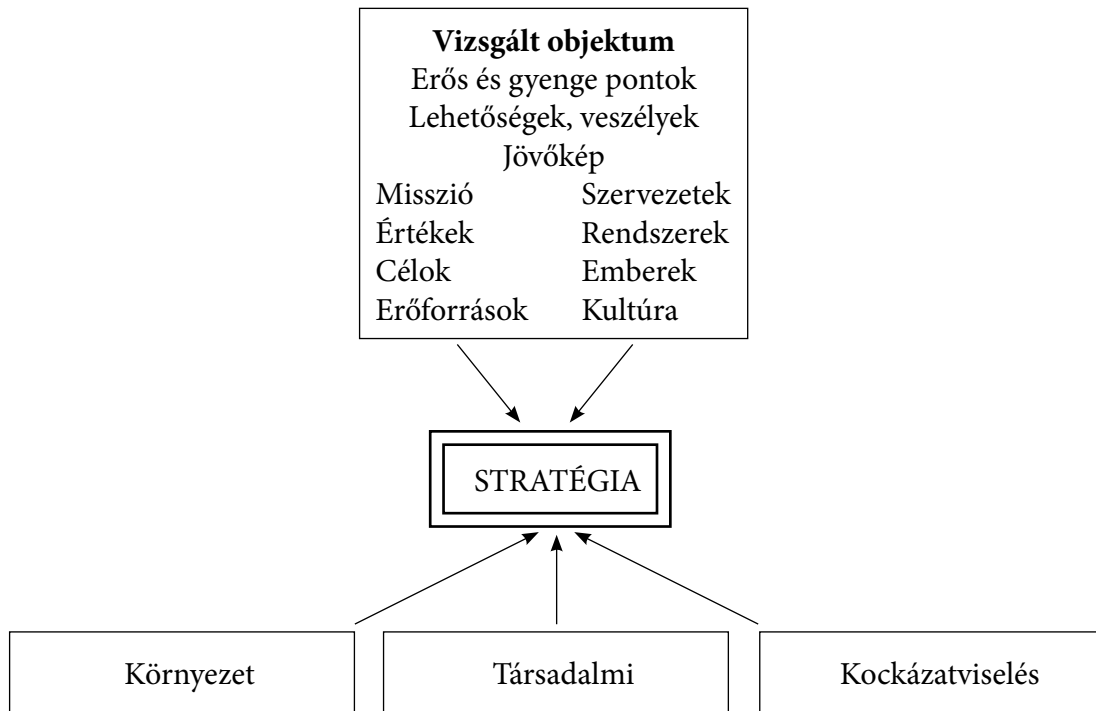 Vizsgált objektum
Erős és gyenge pontok
Lehetőségek, veszélyek
Jövőkép
Misszió Szervezetek
Értékek Rendszerek
Célok Emberek
Erőforrások Kultúra
STRATÉGIA
Környezet Társadalmi Kockázatviselés